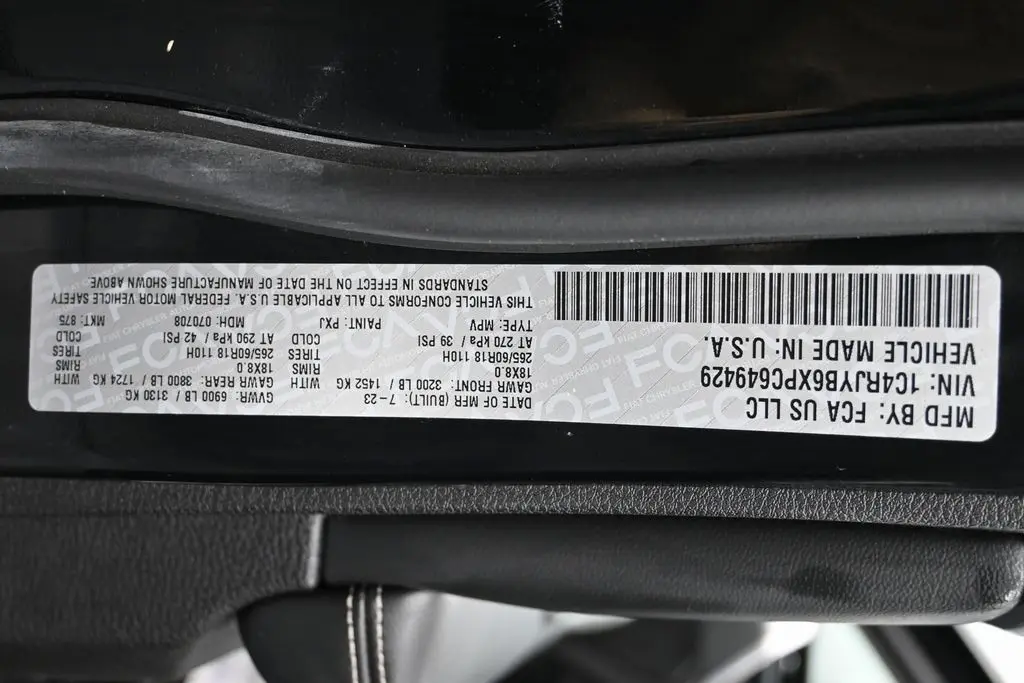 MFD BY: FCA US LLC
VIN: 1C4RJYB6XPC649429
VEHICLE MADE IN: U.S.A.
DATE OF MFR (BUILT): 7-23 GVWR: 6900 LB / 3130 KG
GAWR FRONT: 3200 LB / 1452 KG GAWR REAR: 3800 LB / 1724 KG WITH
18X8.0 18X8.0 RIMS
265/60R18 110H TIRES 265/60R18 110H TIRES
AT 270 kPa / 39 PSI AT 290 kPa / 42 PSI COLD COLD
TYPE: MPV PAINT: PXJ MDH: 070708 MKT: 875
THIS VEHICLE CONFORMS TO ALL APPLICABLE U.S.A. FEDERAL MOTOR VEHICLE SAFETY
STANDARDS IN EFFECT ON THE DATE OF MANUFACTURE SHOWN ABOVE